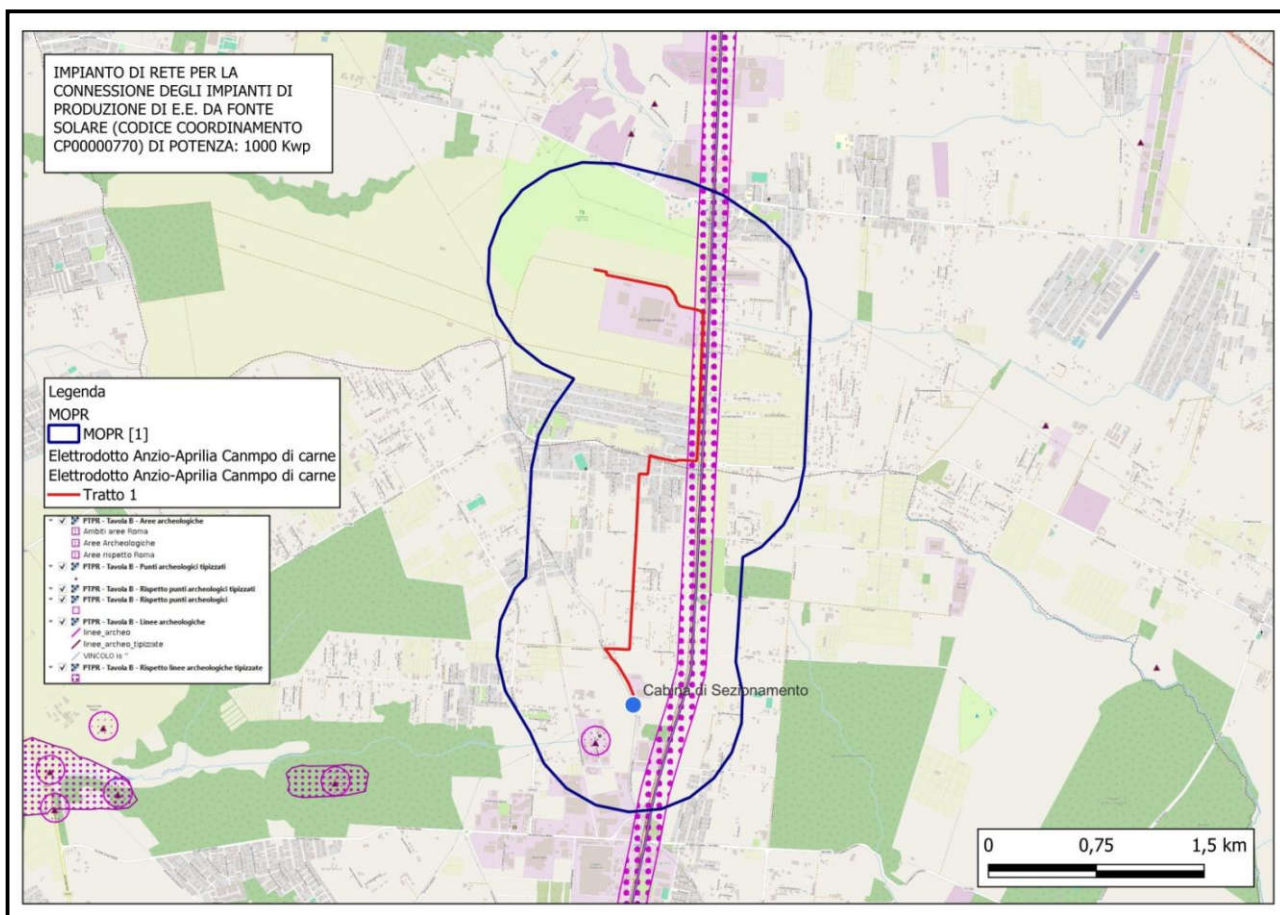 IMPIANTO DI RETE PER LA
CONNESSIONE DEGLI IMPIANTI DI
PRODUZIONE DI E.E. DA FONTE
SOLARE (CODICE COORDINAMENTO
CP00000770) DI POTENZA: 1000 Kwp
Legenda
MOPR
MOPR [1]
Elettrodotto Anzio-Aprilia Canmpo di carne
Elettrodotto Anzio-Aprilia Canmpo di carne
Tratto 1
PTPR - Tavola B - Aree archeologiche
Ambiti aree Roma
Aree Archeologiche
Aree rispetto Roma
PTPR - Tavola B - Punti archeologici tipizzati
PTPR - Tavola B - Rispetto punti archeologici tipizzati
PTPR - Tavola B - Rispetto punti archeologici
PTPR - Tavola B - Linee archeologiche
linee_archeo
linee_archeo_tipizzate
VINCOLO is ''
PTPR - Tavola B - Rispetto linee archeologiche tipizzate
Cabina di Sezionamento
0 0,75 1,5 km